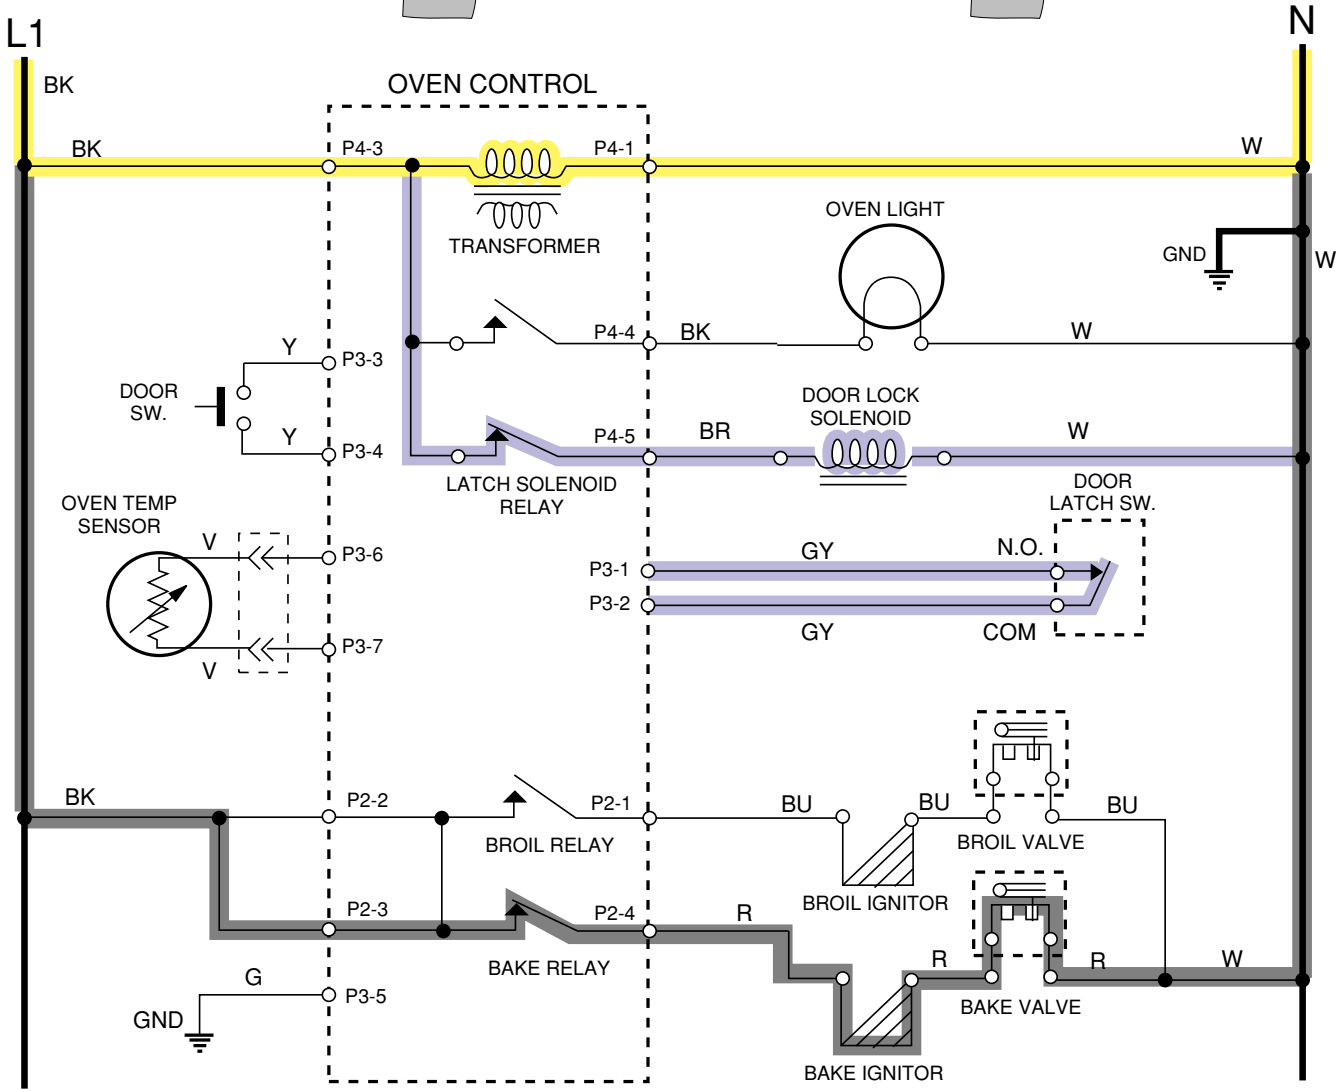 L1
N
BK
OVEN CONTROL
BK
P4-3
P4-1
W
OVEN LIGHT
TRANSFORMER
GND
W
P4-4
BK
W
Y
P3-3
DOOR
SW.
DOOR LOCK
SOLENOID
Y
P3-4
P4-5
BR
W
LATCH SOLENOID
RELAY
DOOR
LATCH SW.
OVEN TEMP
SENSOR
V
P3-6
P3-1
GY
N.O.
P3-2
GY
COM
V
P3-7
BK
P2-2
P2-1
BU
BU
BU
BROIL RELAY
BROIL VALVE
BROIL IGNITOR
P2-3
P2-4
R
BAKE RELAY
R
R
W
G
P3-5
BAKE VALVE
GND
BAKE IGNITOR